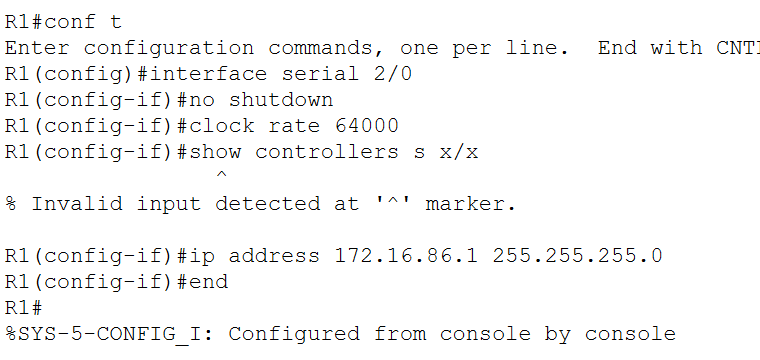 R1#conf t
Enter configuration commands, one per line.  End with CNT
R1(config)#interface serial 2/0
R1(config-if)#no shutdown
R1(config-if)#clock rate 64000
R1(config-if)#show controllers s x/x
^
% Invalid input detected at '^' marker.
R1(config-if)#ip address 172.16.86.1 255.255.255.0
R1(config-if)#end
R1#
%SYS-5-CONFIG_I: Configured from console by console